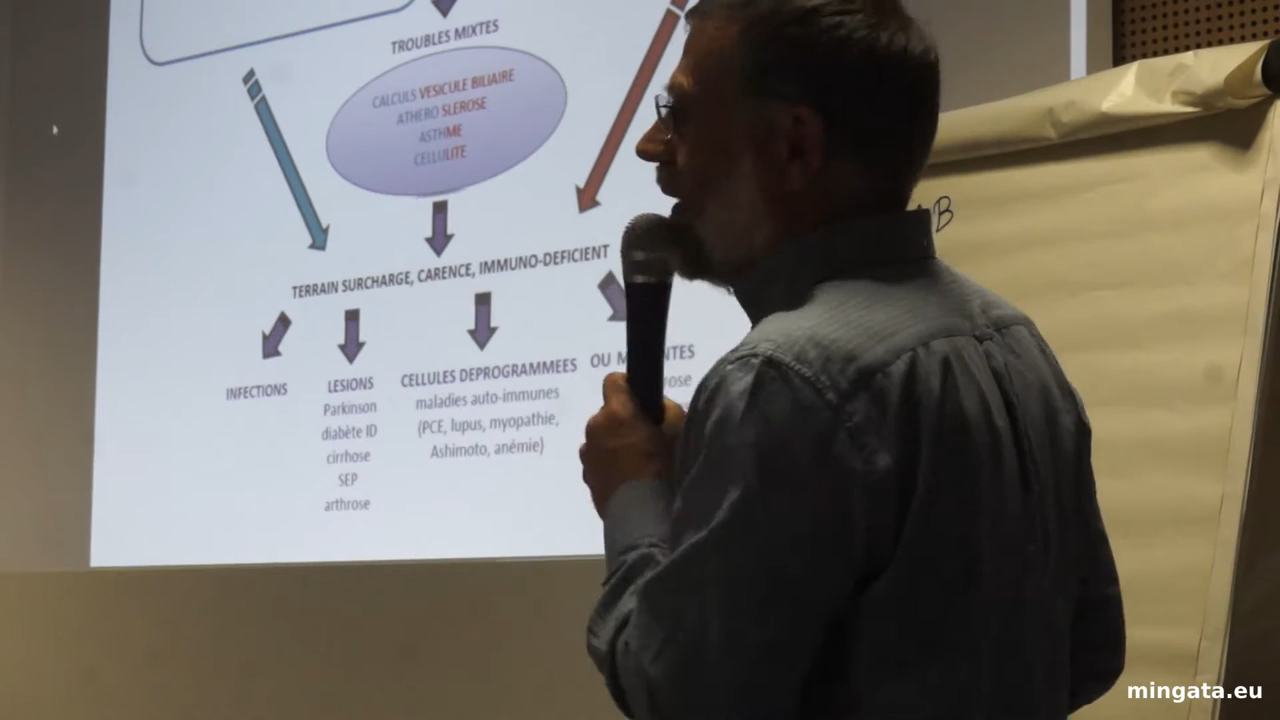 TROUBLES MIXTES
CALCULS VESICULE BILIAIRE
ATHERO SLEROSE
ASTHME
CELLULITE
TERRAIN SURCHARGE, CARENCE, IMMUNO-DEFICIENT
INFECTIONS
LESIONS
Parkinson
diabète ID
cirrhose
SEP
arthrose
CELLULES DEPROGRAMMEES
maladies auto-immunes
(PCE, lupus, myopathie,
Ashimoto, anémie)
OU
B
mingata.eu